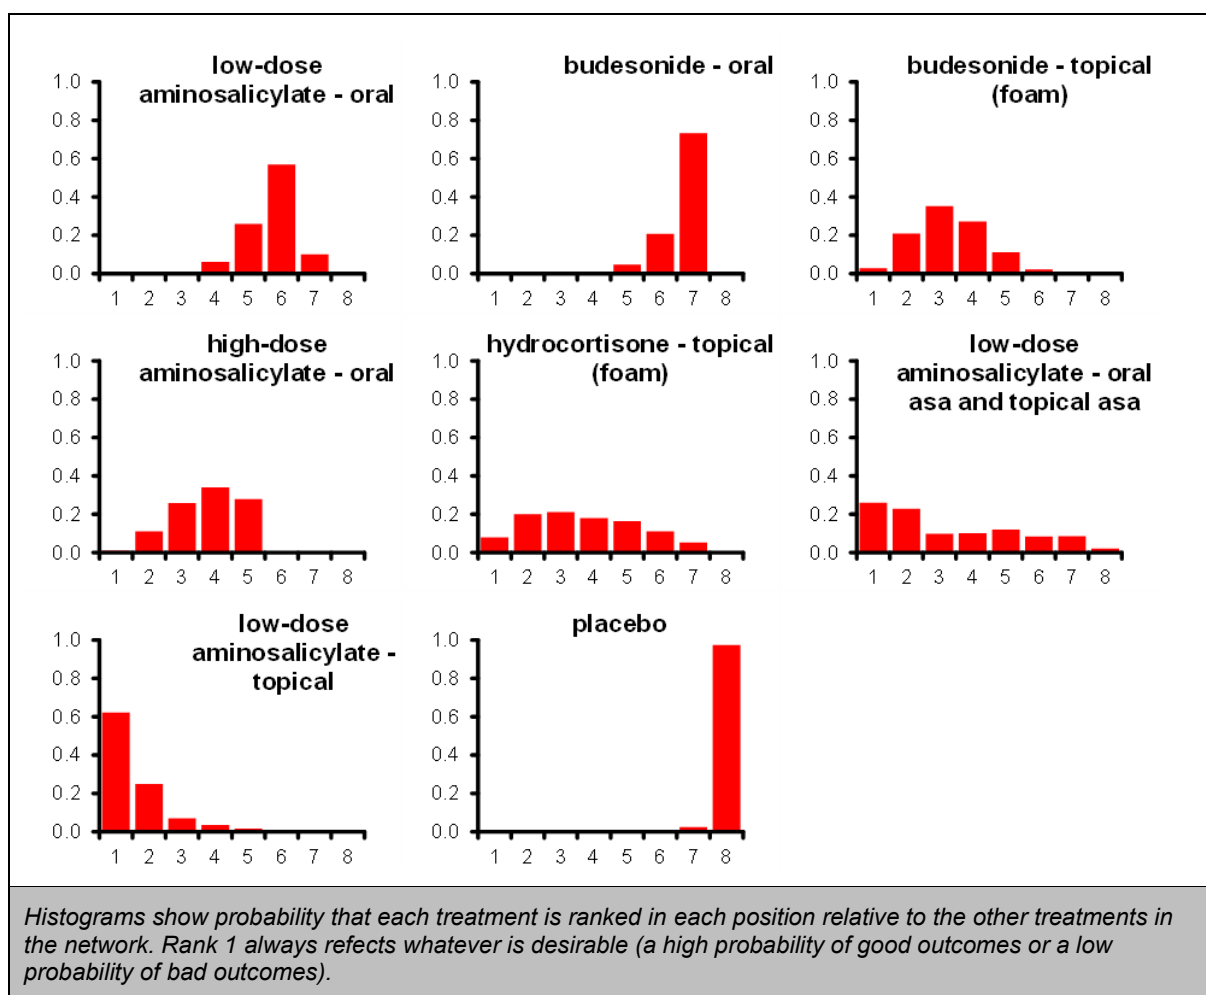 low-dose
aminosalicylate - oral
1.0
0.8
0.6
0.4
0.2
0.0
1 2 3 4 5 6 7 8
budesonide - oral
1.0
0.8
0.6
0.4
0.2
0.0
1 2 3 4 5 6 7 8
budesonide - topical
(foam)
1.0
0.8
0.6
0.4
0.2
0.0
1 2 3 4 5 6 7 8
high-dose
aminosalicylate - oral
1.0
0.8
0.6
0.4
0.2
0.0
1 2 3 4 5 6 7 8
hydrocortisone - topical
(foam)
1.0
0.8
0.6
0.4
0.2
0.0
1 2 3 4 5 6 7 8
low-dose
aminosalicylate - oral
asa and topical asa
1.0
0.8
0.6
0.4
0.2
0.0
1 2 3 4 5 6 7 8
low-dose
aminosalicylate -
topical
1.0
0.8
0.6
0.4
0.2
0.0
1 2 3 4 5 6 7 8
placebo
1.0
0.8
0.6
0.4
0.2
0.0
1 2 3 4 5 6 7 8
Histograms show probability that each treatment is ranked in each position relative to the other treatments in
the network. Rank 1 always refects whatever is desirable (a high probability of good outcomes or a low
probability of bad outcomes).